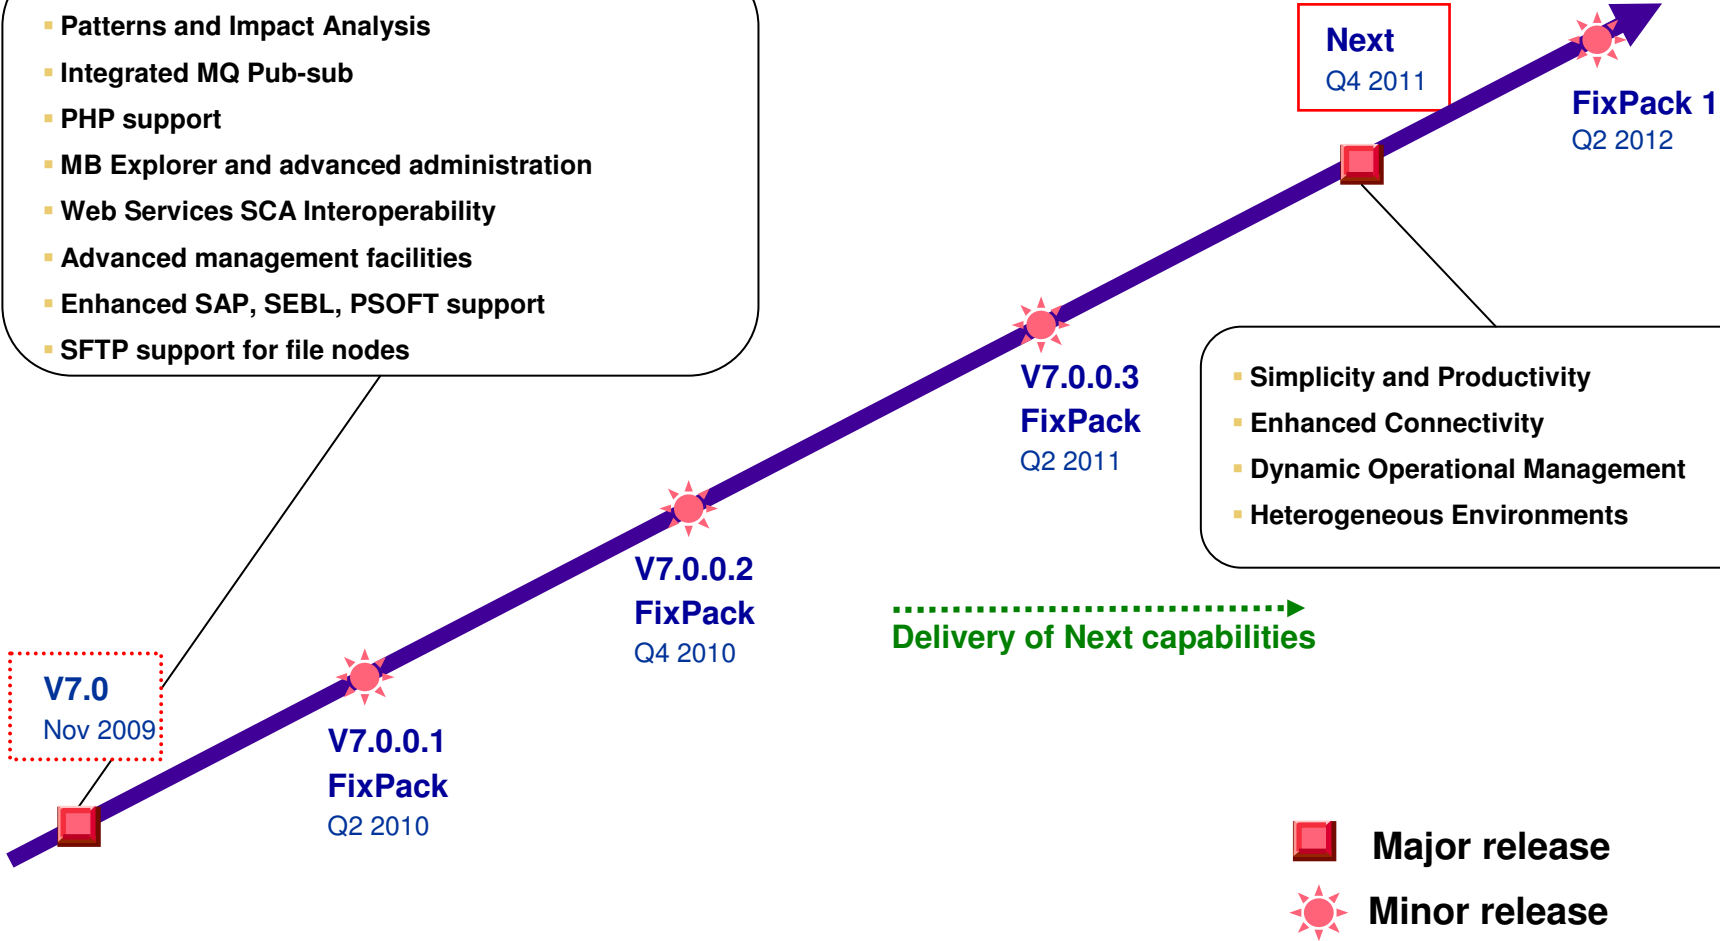 Patterns and Impact Analysis
Integrated MQ Pub-sub
PHP support
MB Explorer and advanced administration
Web Services SCA Interoperability
Advanced management facilities
Enhanced SAP, SEBL, PSOFT support
SFTP support for file nodes
Next
Q4 2011
FixPack 1
Q2 2012
V7.0.0.3
FixPack
Q2 2011
Simplicity and Productivity
Enhanced Connectivity
Dynamic Operational Management
Heterogeneous Environments
V7.0.0.2
FixPack
Q4 2010
Delivery of Next capabilities
V7.0
Nov 2009
V7.0.0.1
FixPack
Q2 2010
Major release
Minor release